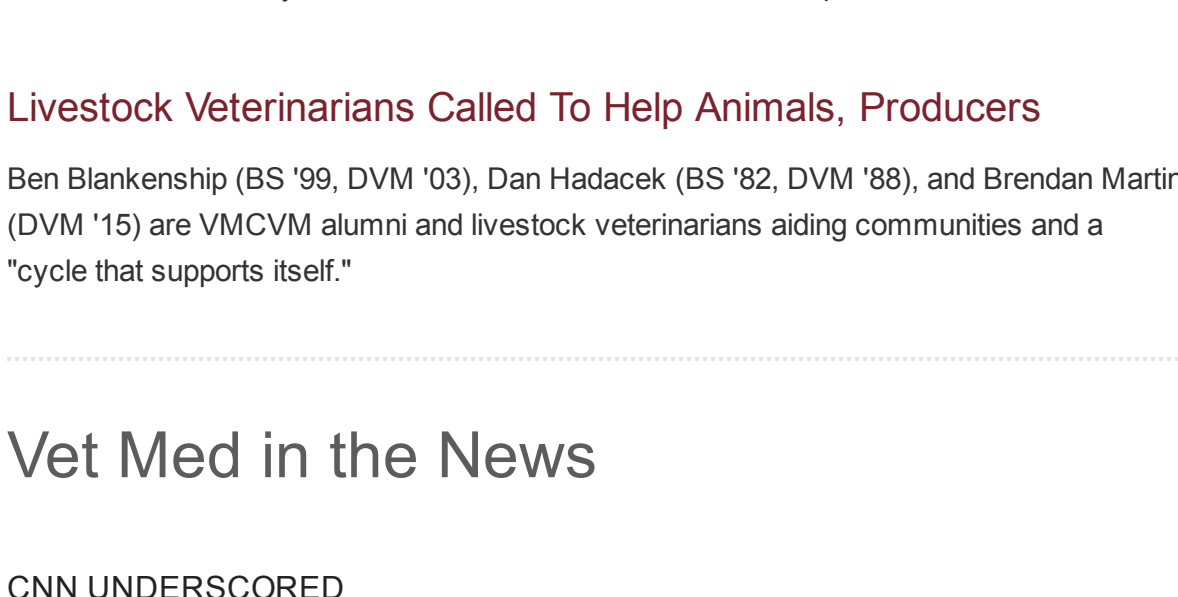 Livestock Veterinarians Called To Help Animals, Producers
Ben Blankenship (BS '99, DVM '03), Dan Hadacek (BS '82, DVM '88), and Brendan Martin
(DVM '15) are VMCVM alumni and livestock veterinarians aiding communities and a
"cycle that supports itself."
Vet Med in the News
CNN UNDERSCORED